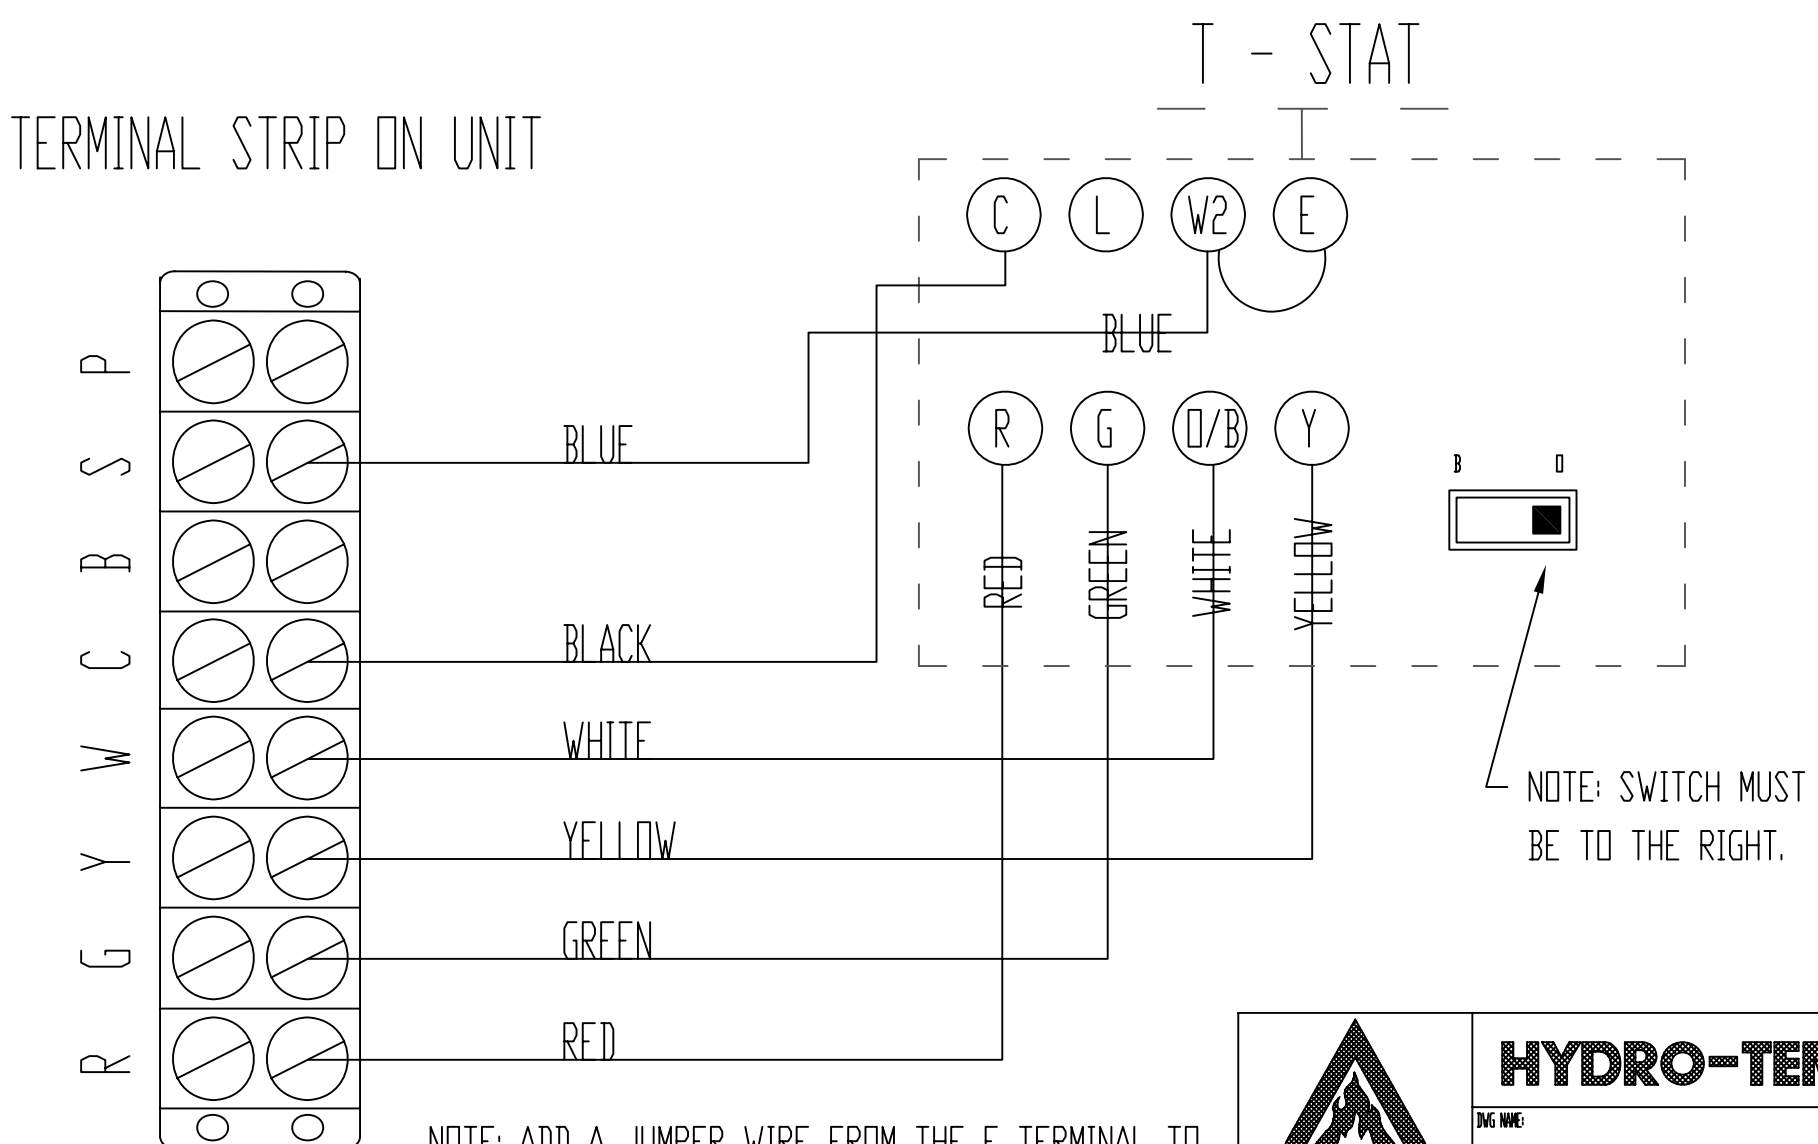 T - STAT
TERMINAL STRIP ON UNIT
C L W2 E
BLUE
P
R G O/B Y
BLUE
S
B O
RED GREEN WHITE YELLOW
B
BLACK
C
WHITE
W
NOTE: SWITCH MUST
BE TO THE RIGHT.
YELLOW
Y
GREEN
G
RED
R
HYDRO-TEM
DWG NAME:
NOTE: ADD A JUMPER WIRE FROM THE E TERMINAL TO